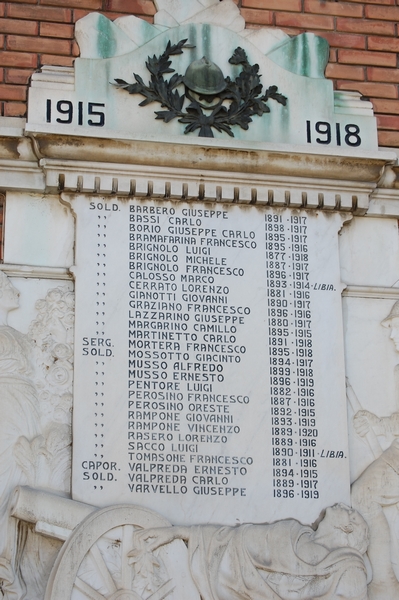 1915 1918
SOLD. BARBERO GIUSEPPE 1891-1917
,, BASSI CARLO 1898-1917
,, BORIO GIUSEPPE CARLO 1895-1917
,, BRAMAFARINA FRANCESCO 1895-1916
,, BRIGNOLO LUIGI 1877-1918
,, BRIGNOLO MICHELE 1887-1917
,, BRIGNOLO FRANCESCO 1896-1917
,, CALOSSO MARCO 1893-1914-LIBIA.
,, CERRATO LORENZO 1881-1916
,, GIANOTTI GIOVANNI 1890-1917
,, GRAZIANO FRANCESCO 1896-1916
,, LAZZARINO GIUSEPPE 1880-1917
,, MARGARINO CAMILLO 1895-1915
,, MARTINETTO CARLO 1891-1918
SERG. MORTERA FRANCESCO 1895-1918
SOLD. MOSSOTTO GIACINTO 1894-1917
,, MUSSO ALFREDO 1899-1918
,, MUSSO ERNESTO 1896-1919
,, PENTORE LUIGI 1882-1916
,, PEROSINO FRANCESCO 1887-1916
,, PEROSINO ORESTE 1892-1915
,, RAMPONE GIOVANNI 1893-1919
,, RAMPONE VINCENZO 1889-1920
,, RASERO LORENZO 1889-1916
,, SACCO LUIGI 1890-1911-LIBIA.
,, TOMASONE FRANCESCO 1881-1916
CAPOR. VALPREDA ERNESTO 1894-1915
SOLD. VALPREDA CARLO 1889-1917
,, VARVELLO GIUSEPPE 1896-1919